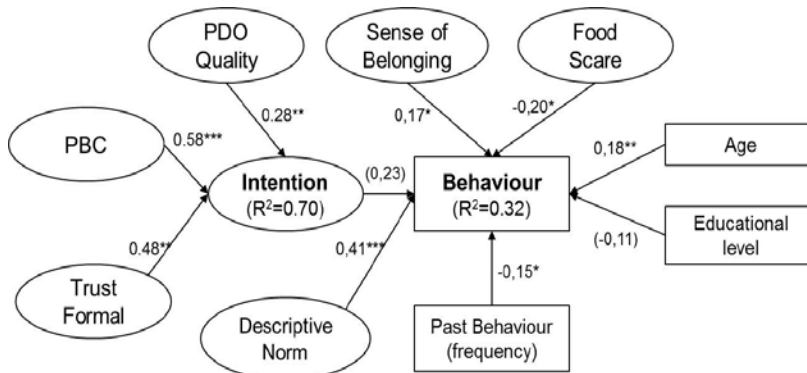 PDO
Quality
Sense of
Belonging
Food
Scare
0.28**
0,17*
-0,20*
PBC
0.58***
Intention
(R²=0.70)
(0,23)
Behaviour
(R²=0.32)
0,18**
Age
0.48**
Trust
Formal
0,41***
Descriptive
Norm
-0,15*
Past Behaviour
(frequency)
(-0,11)
Educational
level